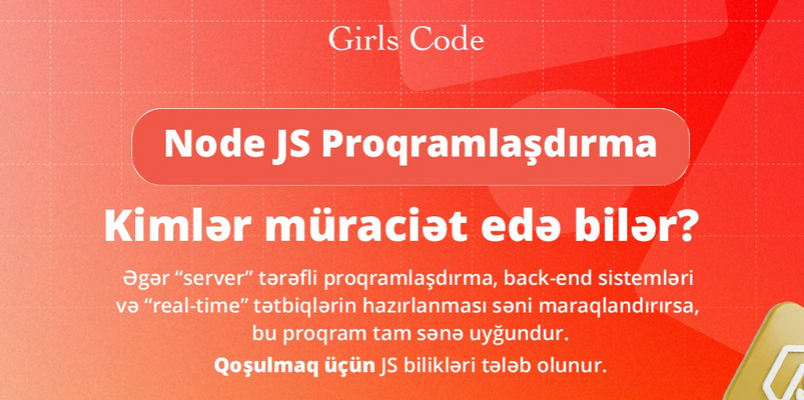 Girls Code
Node JS Proqramlaşdırma
Kimlər müraciət edə bilər?
Əgər “server” tərəfli proqramlaşdırma, back-end sistemləri
və “real-time” tətbiqlərin hazırlanması səni maraqlandırırsa,
bu proqram tam sənə uyğundur.
Qoşulmaq üçün JS bilikləri tələb olunur.